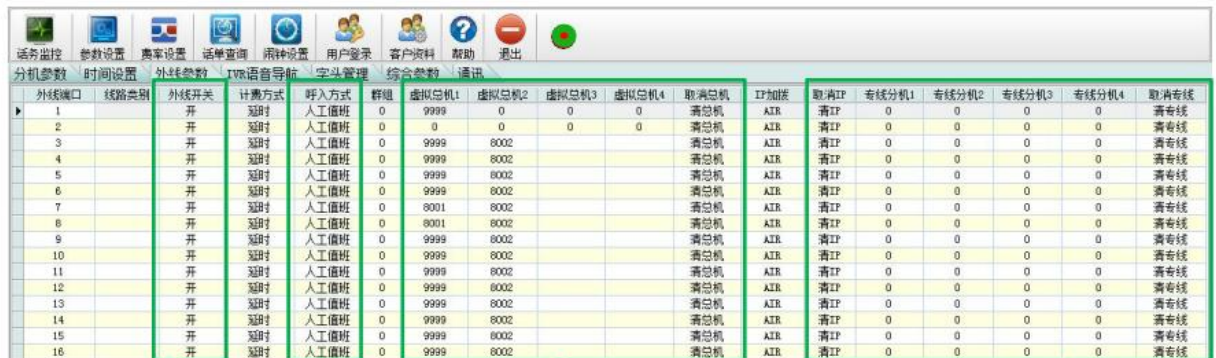 话务监控 参数设置 费率设置 话单查询 闹钟设置 用户登录 客户资料 帮助 退出
分机参数 时间设置 外线参数 IVR语音导航 字头管理 综合参数 通讯
外线端口 线路类别 外线开关 计费方式 呼入方式 群组 虚拟总机1 虚拟总机2 虚拟总机3 虚拟总机4 取消总机 IP加拨 取消IP 专线分机1 专线分机2 专线分机3 专线分机4 取消专线
1 开 延时 人工值班 0 9999 0 0 0 清总机 AIR 清IP 0 0 0 0 清专线
2 开 延时 人工值班 0 0 0 0 0 清总机 AIR 清IP 0 0 0 0 清专线
3 开 延时 人工值班 0 9999 8002 清总机 AIR 清IP 0 0 0 0 清专线
4 开 延时 人工值班 0 9999 8002 清总机 AIR 清IP 0 0 0 0 清专线
5 开 延时 人工值班 0 9999 8002 清总机 AIR 清IP 0 0 0 0 清专线
6 开 延时 人工值班 0 9999 8002 清总机 AIR 清IP 0 0 0 0 清专线
7 开 延时 人工值班 0 8001 8002 清总机 AIR 清IP 0 0 0 0 清专线
8 开 延时 人工值班 0 8001 8002 清总机 AIR 清IP 0 0 0 0 清专线
9 开 延时 人工值班 0 9999 8002 清总机 AIR 清IP 0 0 0 0 清专线
10 开 延时 人工值班 0 9999 8002 清总机 AIR 清IP 0 0 0 0 清专线
11 开 延时 人工值班 0 9999 8002 清总机 AIR 清IP 0 0 0 0 清专线
12 开 延时 人工值班 0 9999 8002 清总机 AIR 清IP 0 0 0 0 清专线
13 开 延时 人工值班 0 9999 8002 清总机 AIR 清IP 0 0 0 0 清专线
14 开 延时 人工值班 0 9999 8002 清总机 AIR 清IP 0 0 0 0 清专线
15 开 延时 人工值班 0 9999 8002 清总机 AIR 清IP 0 0 0 0 清专线
16 开 延时 人工值班 0 9999 8002 清总机 AIR 清IP 0 0 0 0 清专线